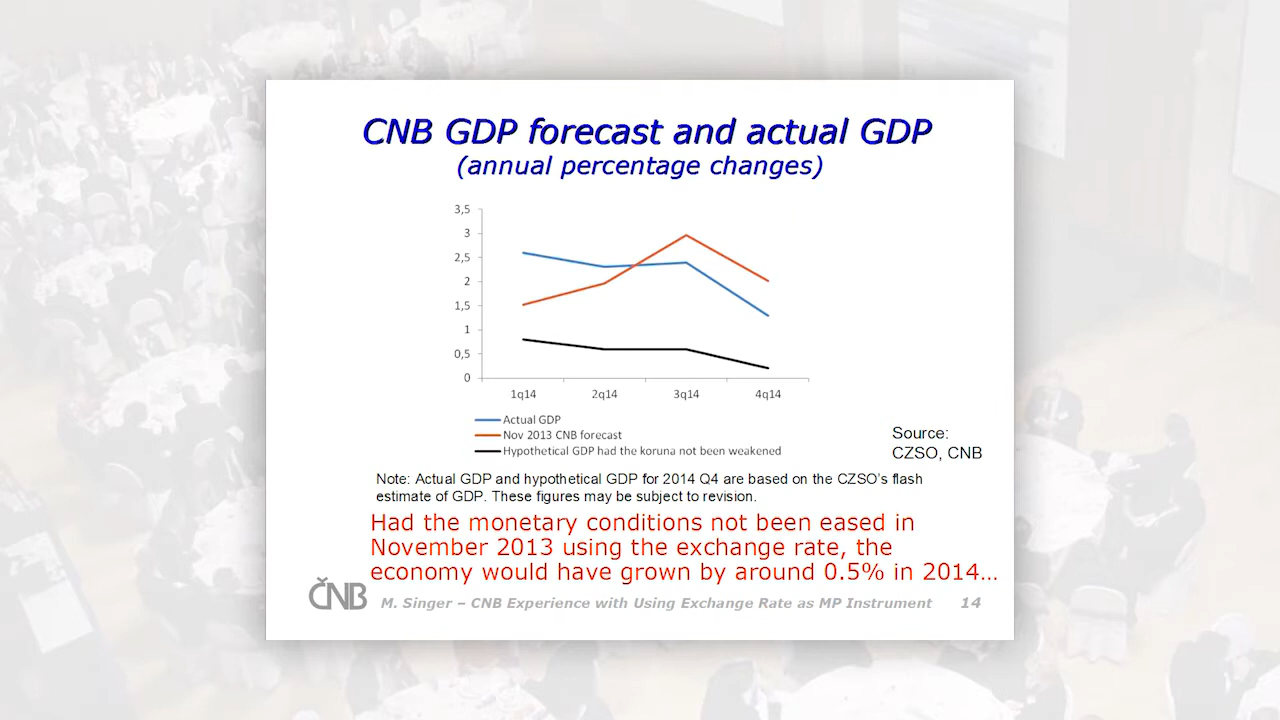 CNB GDP forecast and actual GDP
(annual percentage changes)
3,5
3
2,5
2
1,5
1
0,5
0
1q14 2q14 3q14 4q14
Actual GDP
Nov 2013 CNB forecast
Hypothetical GDP had the koruna not been weakened
Source:
CZSO, CNB
Note: Actual GDP and hypothetical GDP for 2014 Q4 are based on the CZSO's flash
estimate of GDP. These figures may be subject to revision.
Had the monetary conditions not been eased in
November 2013 using the exchange rate, the
economy would have grown by around 0.5% in 2014…
ČNB M. Singer – CNB Experience with Using Exchange Rate as MP Instrument 14